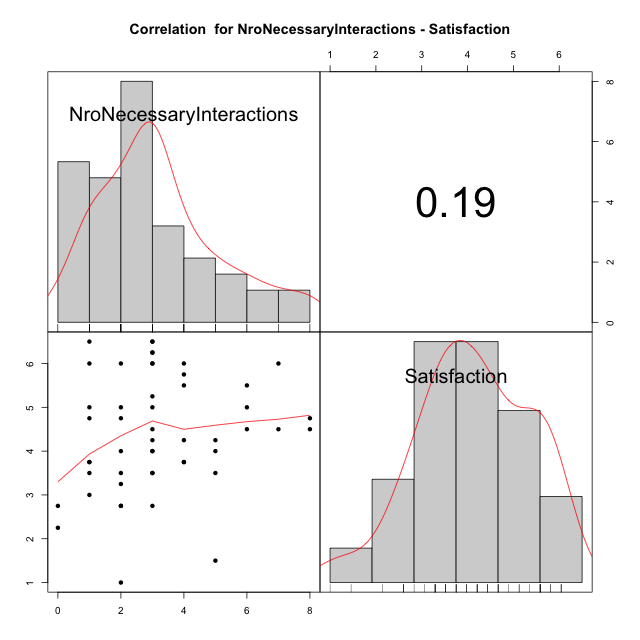 Correlation  for NroNecessaryInteractions - Satisfaction
1 2 3 4 5 6
NroNecessaryInteractions
0.19
0 2 4 6 8
1 2 3 4 5 6
Satisfaction
0 2 4 6 8